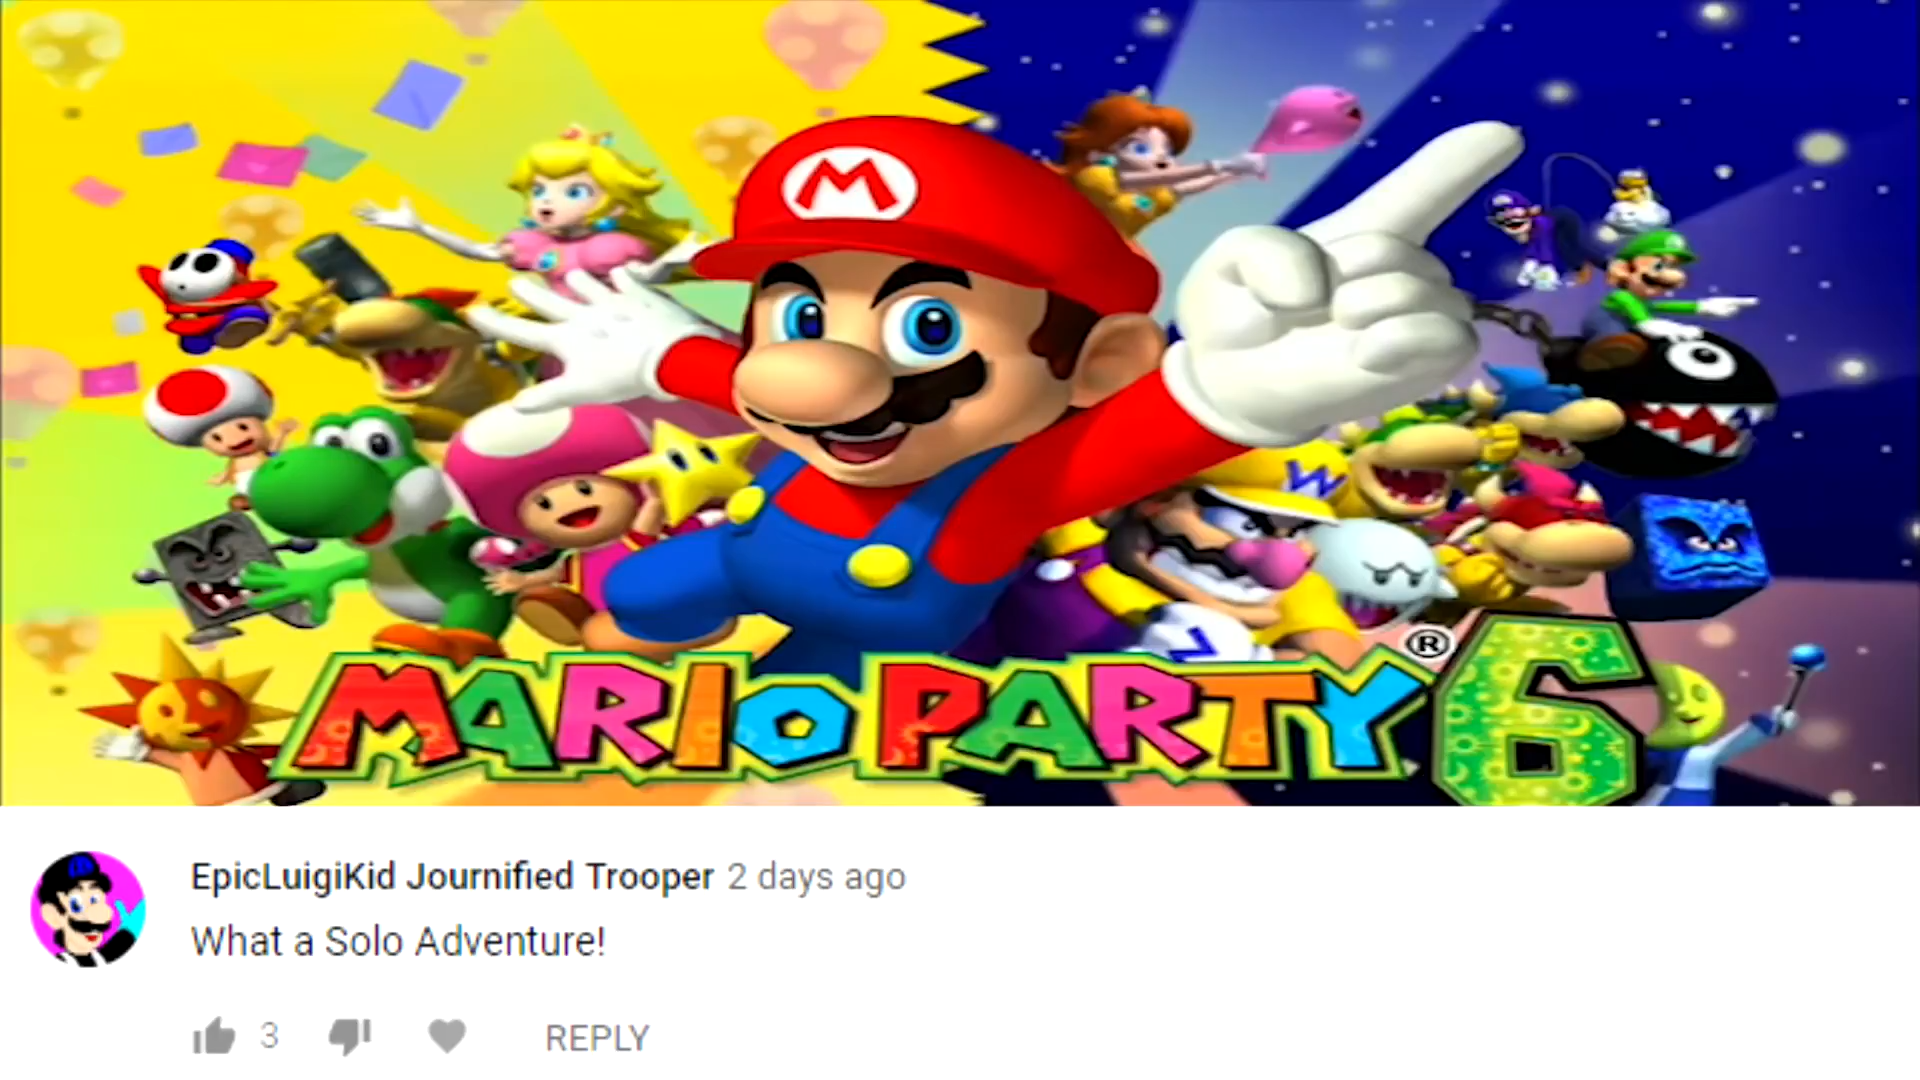 M
W
MARIO PARTY 6
®
EpicLuigiKid Journified Trooper 2 days ago
What a Solo Adventure!
3
REPLY